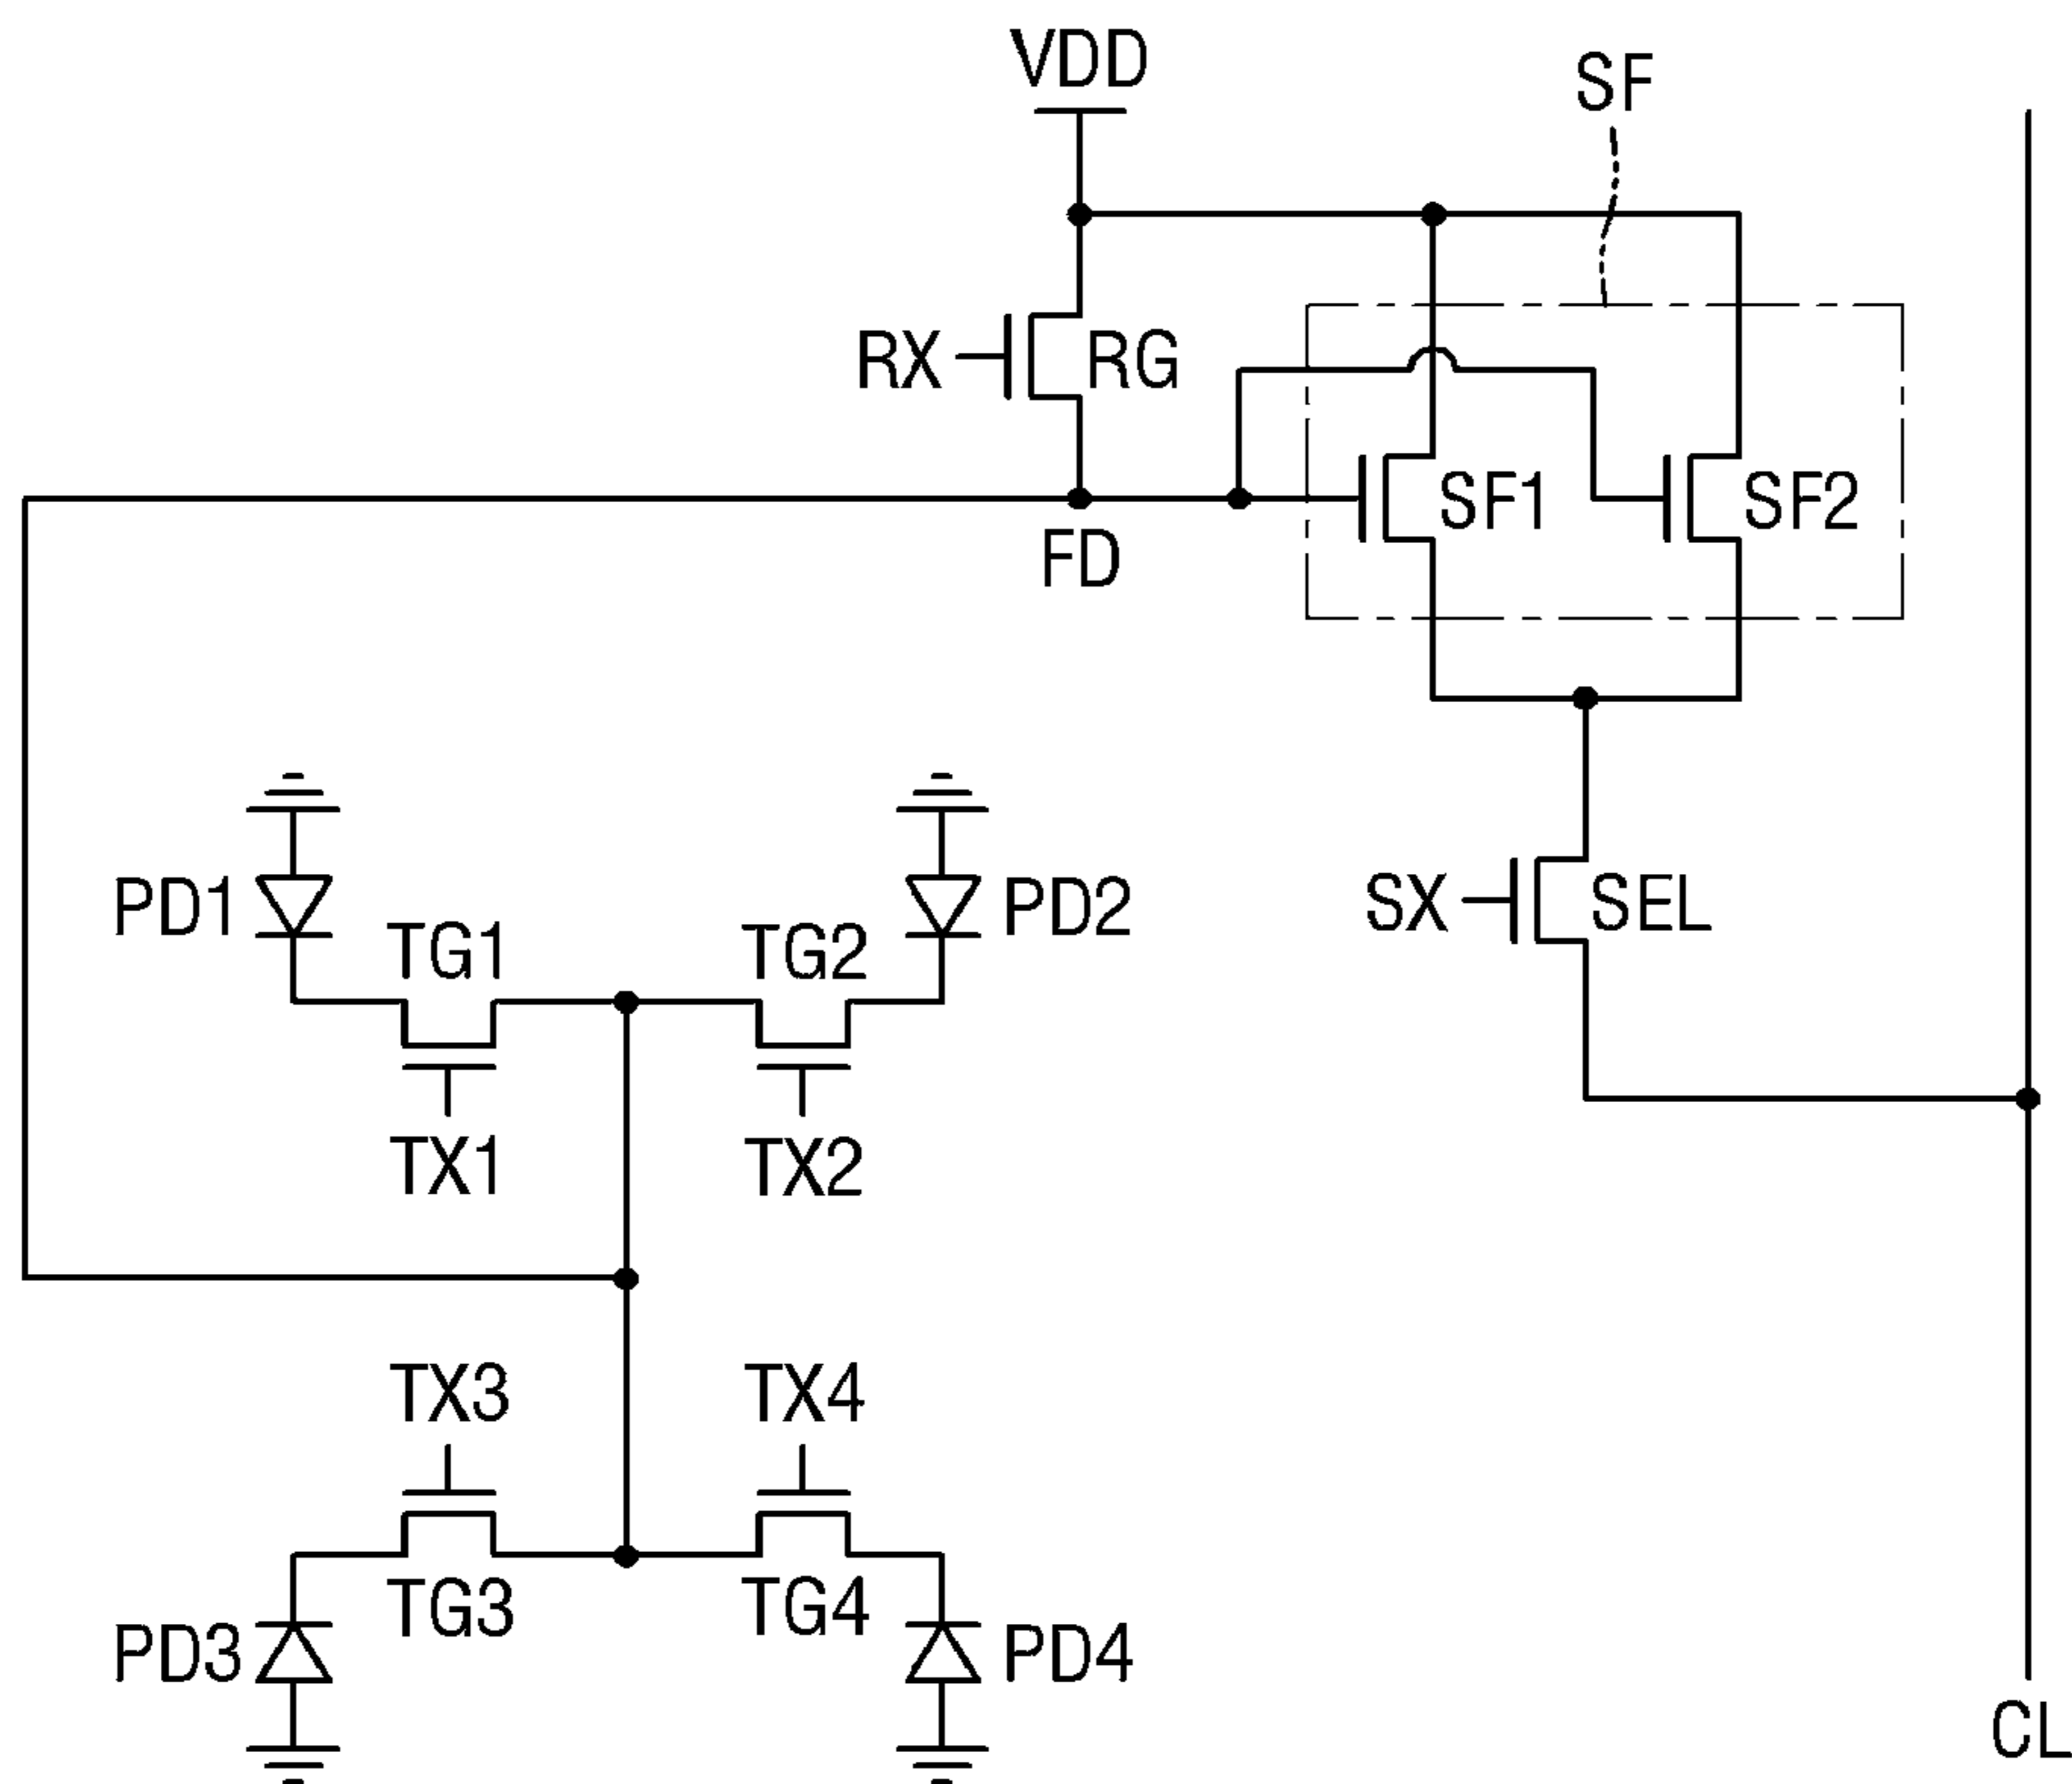 VDD
SF
RX
RG
SF1
SF2
FD
PD1
TG1
TG2
PD2
SX
SEL
TX1
TX2
TX3
TX4
TG3
TG4
PD3
PD4
CL